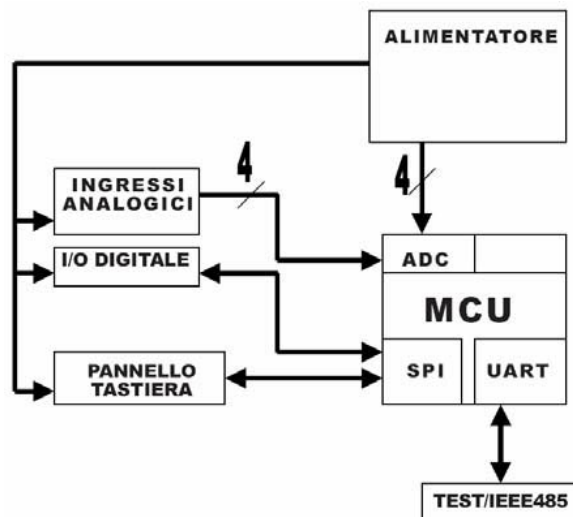 ALIMENTATORE
4
INGRESSI
ANALOGICI
4
I/O DIGITALE
ADC
MCU
PANNELLO
TASTIERA
SPI
UART
TEST/IEEE485